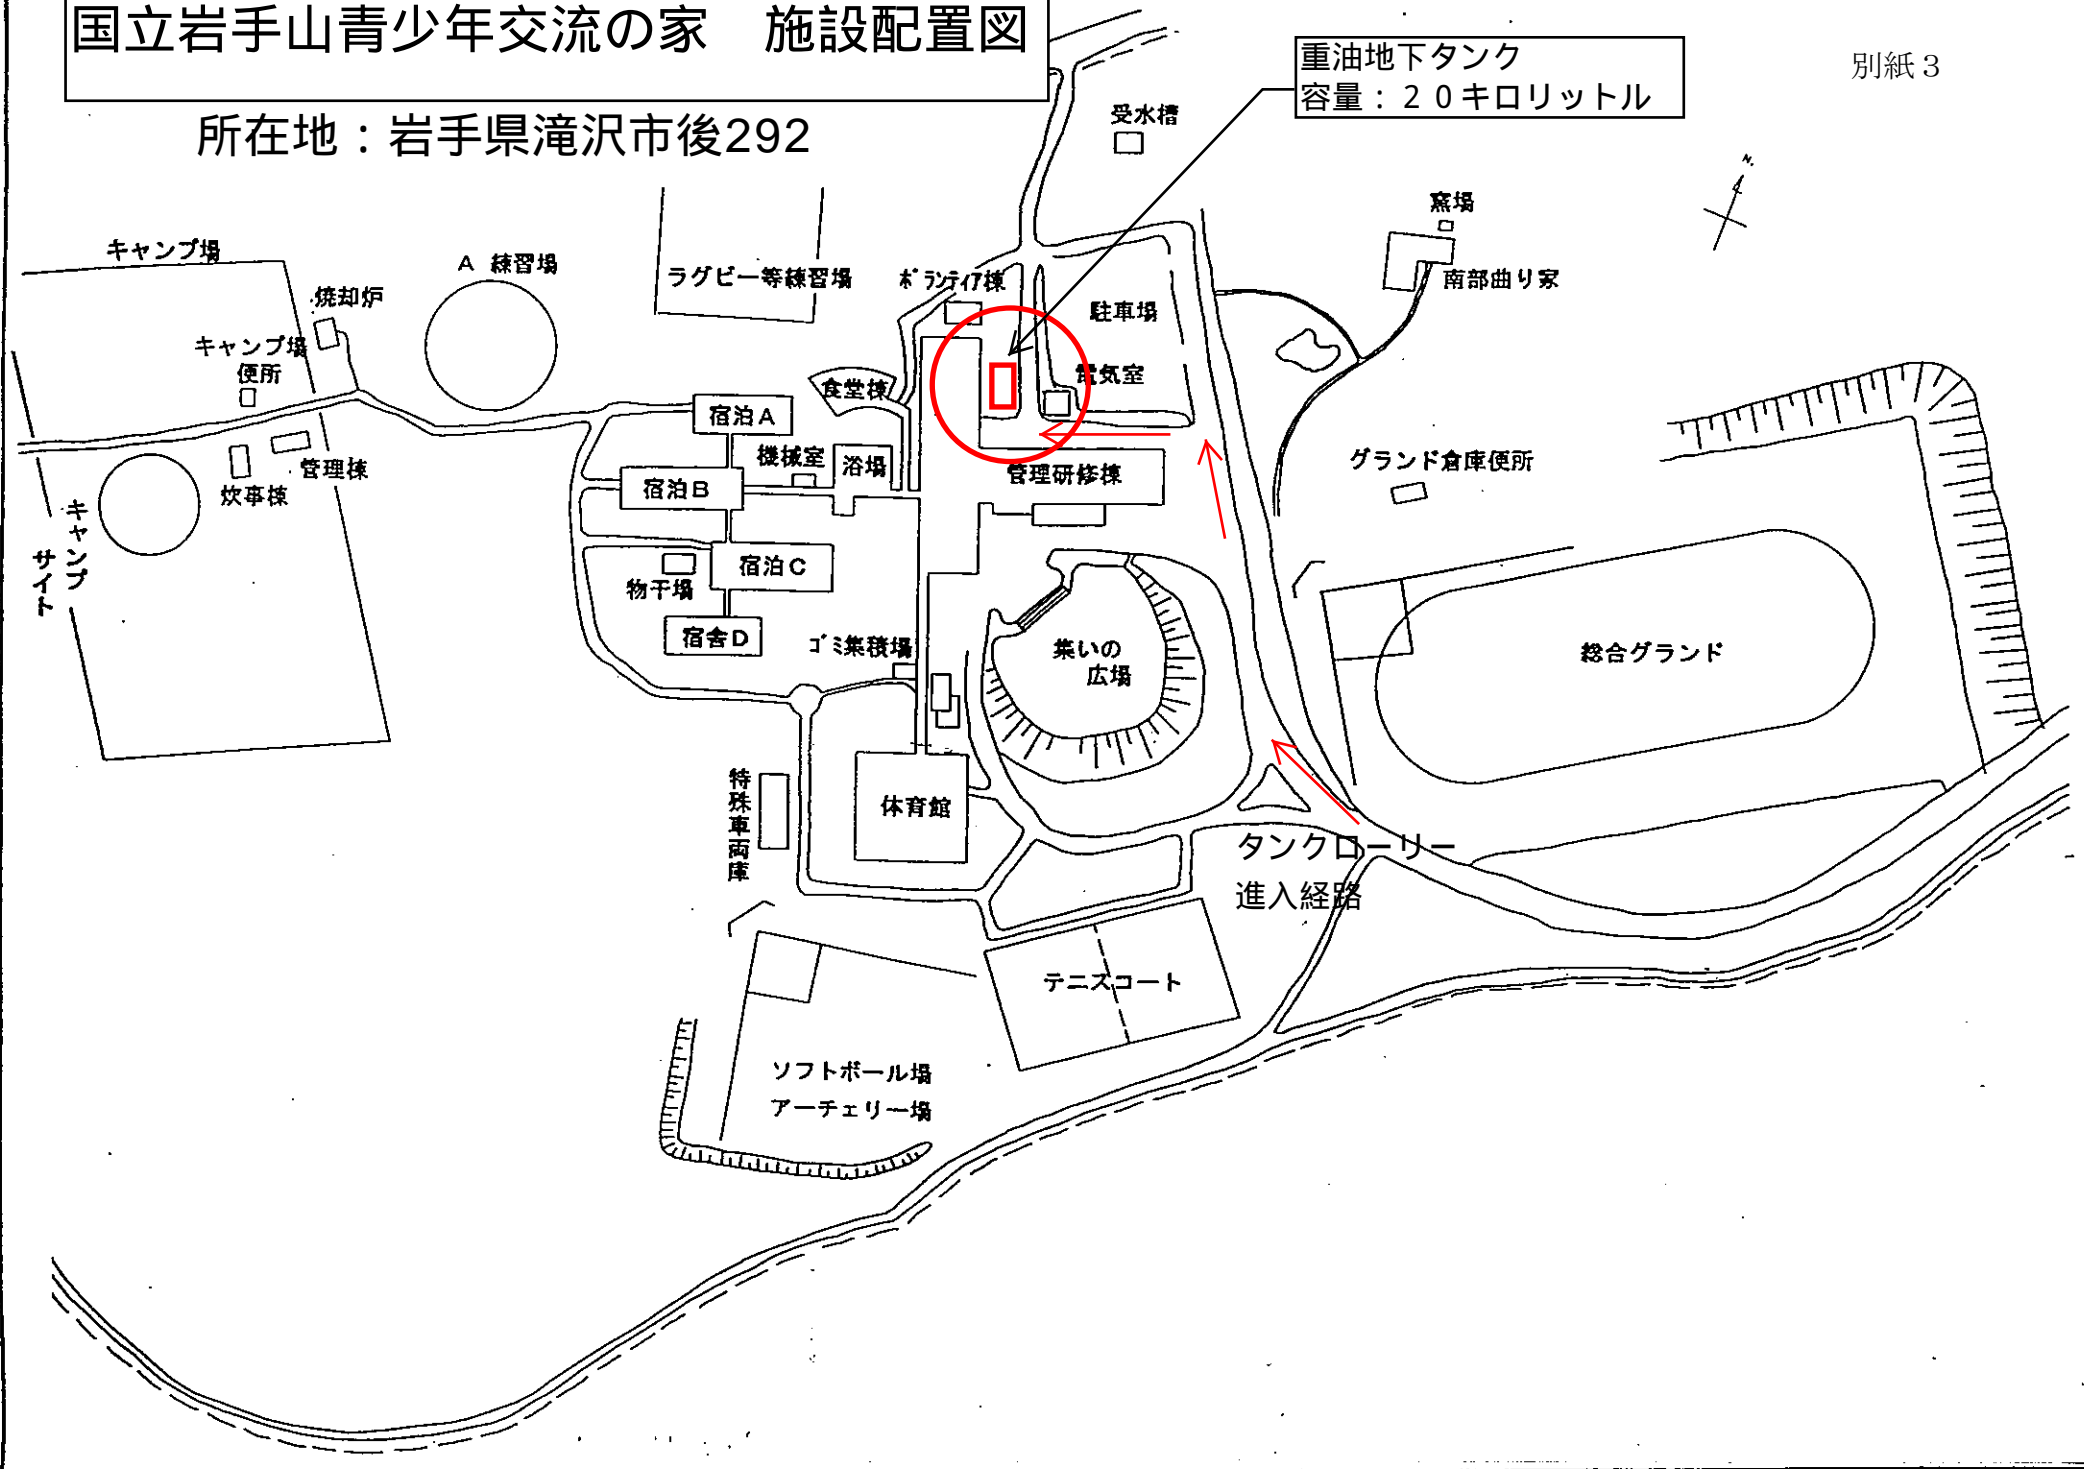 国立岩手山青少年交流の家　施設配置図
別紙３
所在地：岩手県滝沢市後292
重油地下タンク
容量：２０キロリットル
受水槽
N.
窯場
南部曲り家
キャンプ場
焼却炉
A 練習場
ラグビー等練習場
ボランティア棟
駐車場
電気室
キャンプ場
便所
食堂棟
宿泊A
機械室
浴場
管理研修棟
グランド倉庫便所
管理棟
炊事棟
宿泊B
キャンプ
サイト
宿泊C
物干場
宿舎D
ゴミ集積場
集いの
広場
総合グランド
特殊車両庫
体育館
タンクローリー
進入経路
テニスコート
ソフトボール場
アーチェリー場